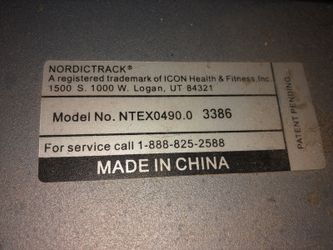 NORDICTRACK®
A registered trademark of ICON Health & Fitness, Inc.
1500 S. 1000 W. Logan, UT 84321
Model No. NTEX0490.0 3386
For service call 1-888-825-2588
MADE IN CHINA
PATENT PENDING